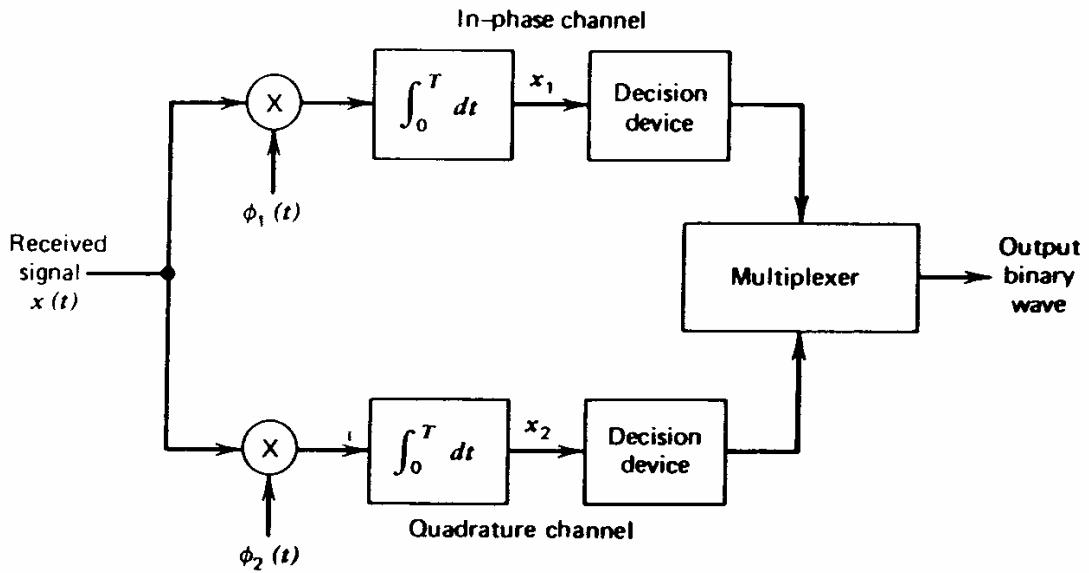 In-phase channel
X
∫₀ᵀ dt
x₁
Decision
device
ϕ₁ (t)
Received
signal
x (t)
Multiplexer
Output
binary
wave
X
∫₀ᵀ dt
x₂
Decision
device
Quadrature channel
ϕ₂ (t)